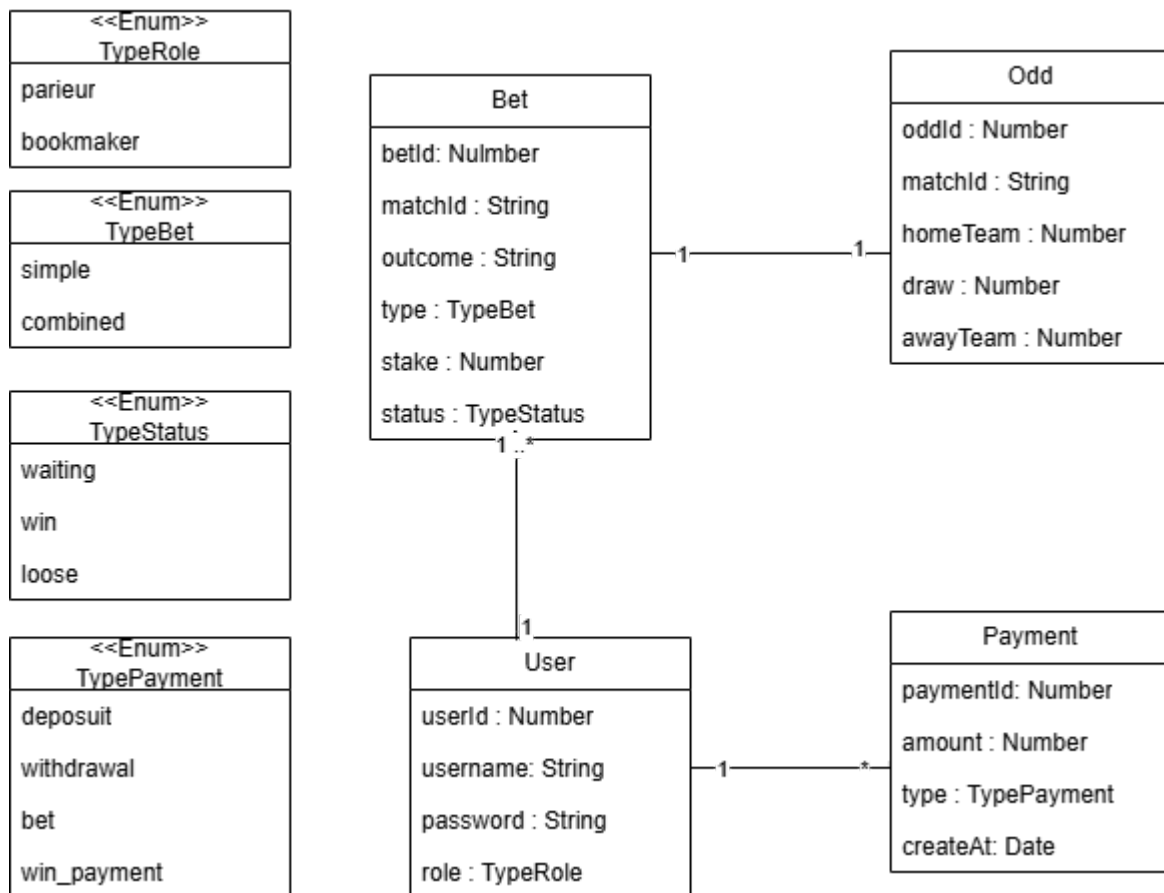 <<Enum>>
TypeRole
parieur
bookmaker
<<Enum>>
TypeBet
simple
combined
<<Enum>>
TypeStatus
waiting
win
loose
<<Enum>>
TypePayment
deposuit
withdrawal
bet
win_payment
Bet
betId: Nulmber
matchId : String
outcome : String
type : TypeBet
stake : Number
status : TypeStatus
1 ..*
1
1
1
Odd
oddId : Number
matchId : String
homeTeam : Number
draw : Number
awayTeam : Number
User
userId : Number
username: String
password : String
role : TypeRole
1
*
Payment
paymentId: Number
amount : Number
type : TypePayment
createAt: Date